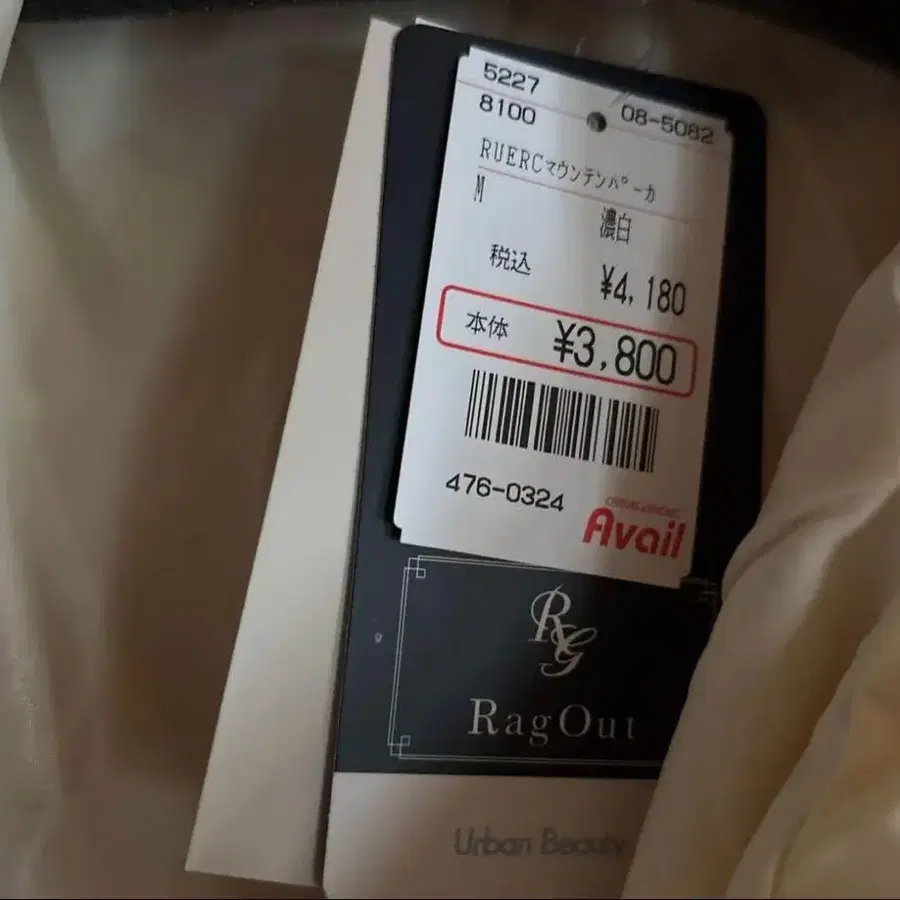 5227
8100 08-5082
RUERCマウンテンパーカ
M
濃白
税込 ¥4,180
本体 ¥3,800
476-0324
Avail
RG
RagOut
Urban Beauty